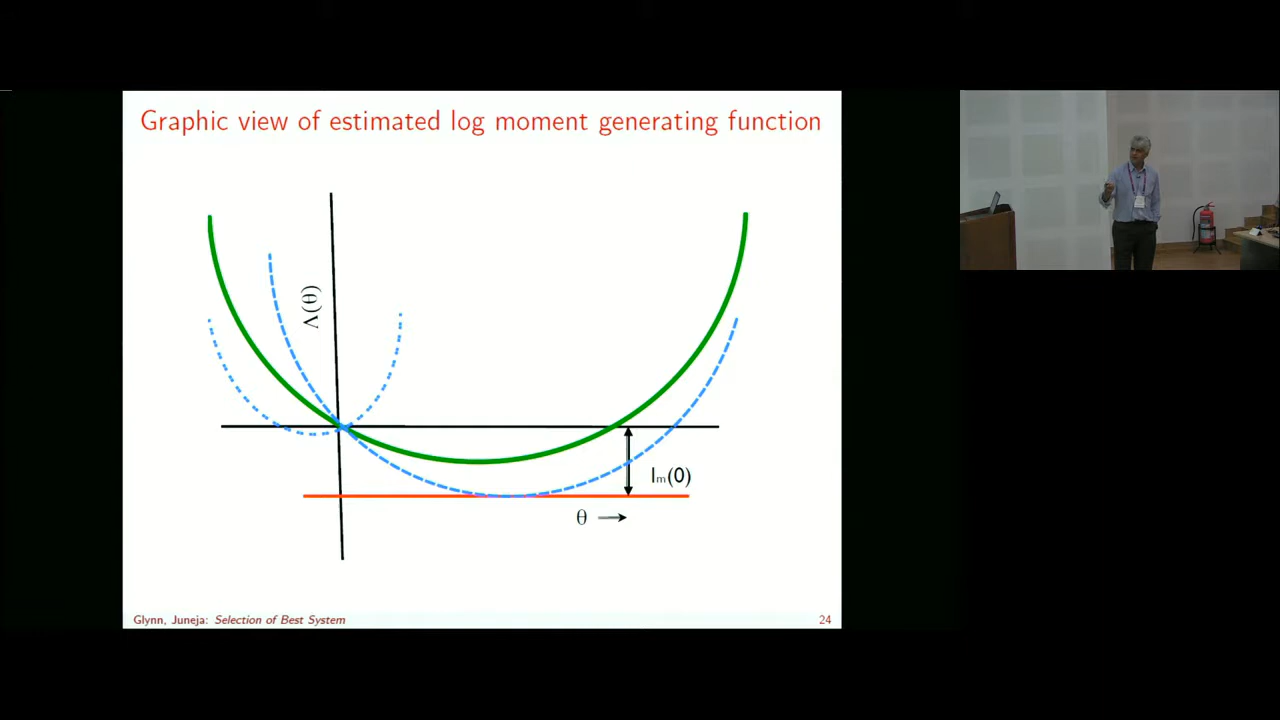 Graphic view of estimated log moment generating function
Λ(θ)
Iₘ(0)
θ →
Glynn, Juneja: Selection of Best System
24